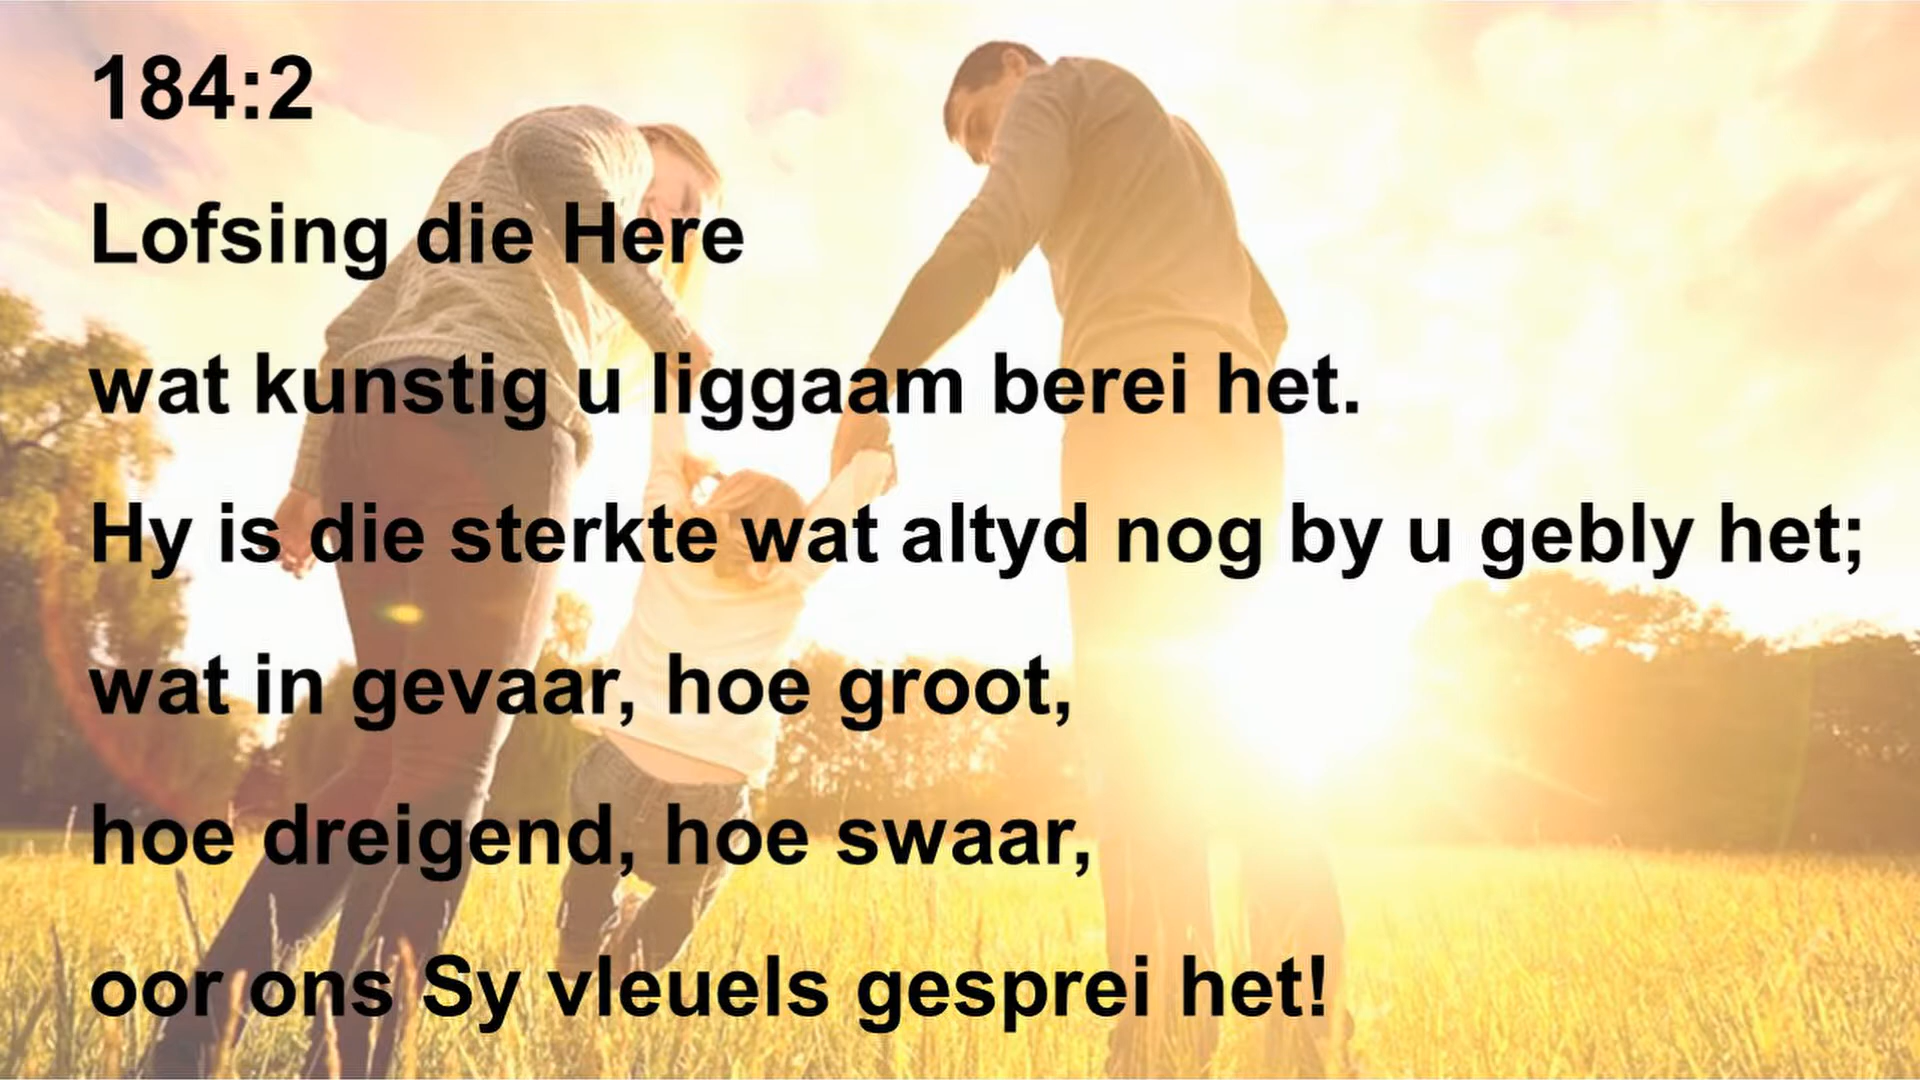 184:2
Lofsing die Here
wat kunstig u liggaam berei het.
Hy is die sterkte wat altyd nog by u gebly het;
wat in gevaar, hoe groot,
hoe dreigend, hoe swaar,
oor ons Sy vleuels gesprei het!